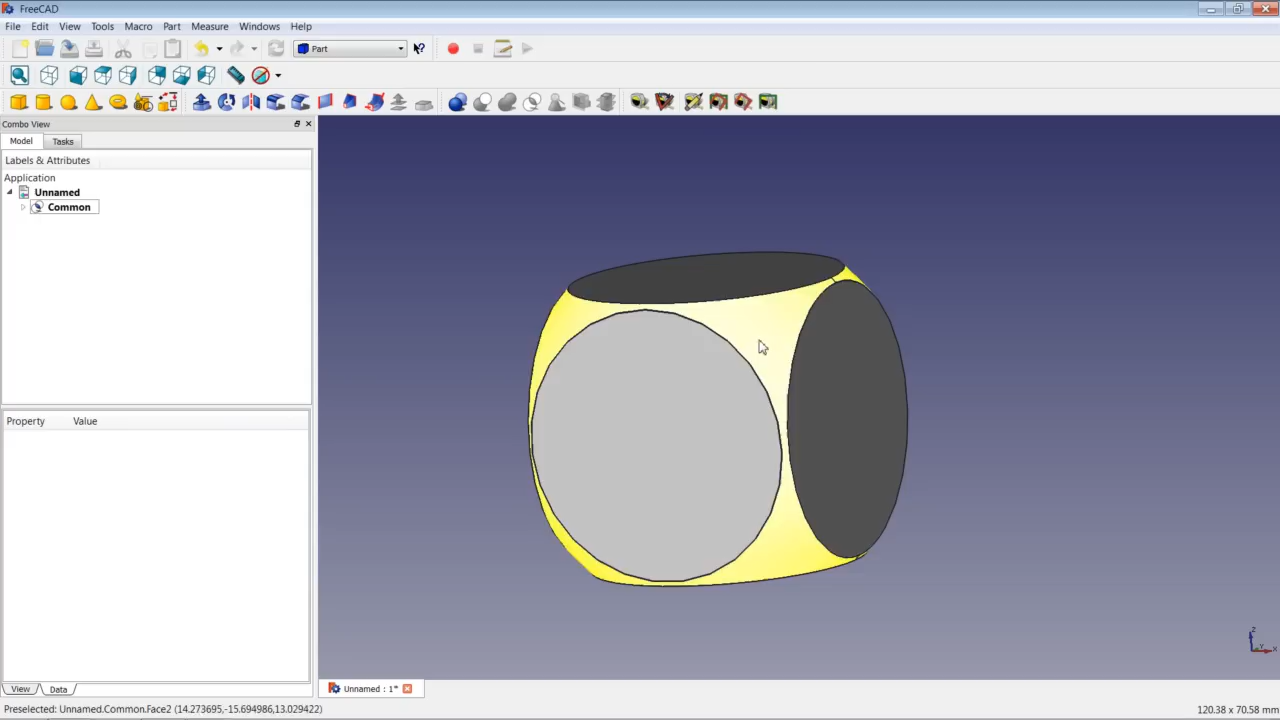 FreeCAD
File Edit View Tools Macro Part Measure Windows Help
Part
Combo View
Model Tasks
Labels & Attributes
Application
Unnamed
Common
Property Value
View Data
Unnamed : 1*
Z
Y
X
Preselected: Unnamed.Common.Face2 (14.273695,-15.694986,13.029422)
120.38 x 70.58 mm